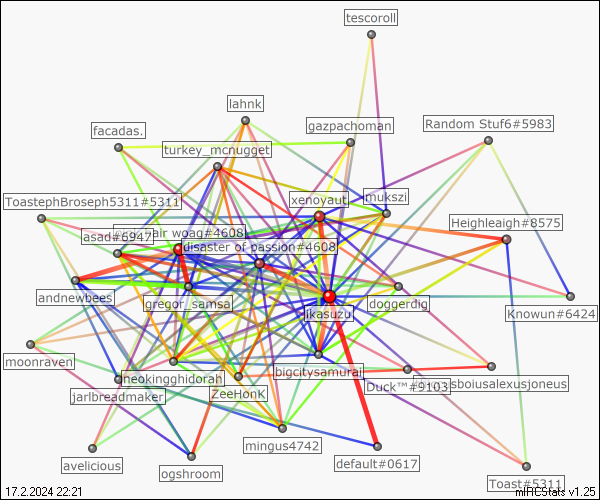 tescoroll
lahnk
facadas.
gazpachoman
Random Stuf6#5983
turkey_mcnugget
xenoyaut
mukszi
ToastephBroseph5311#5311
Heighleaigh#8575
air woag#4608
asad#6947
disaster of passion#4608
andnewbees
gregor_samsa
doggerdig
jkasuzu
Knowun#6424
moonraven
neokingghidorah
bigcitysamurai
Duck™#9103
sboiusalexusjoneus
jarlbreadmaker
ZeeHonK
mingus4742
default#0617
avelicious
ogshroom
Toast#5311
17.2.2024 22:21
mIRCStats v1.25